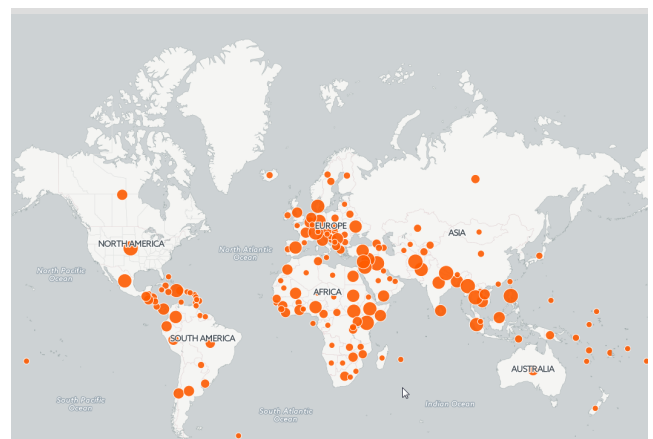 EUROPE
ASIA
NORTH AMERICA
North Atlantic
Ocean
North Pacific
Ocean
AFRICA
SOUTH AMERICA
AUSTRALIA
South Pacific
Ocean
Indian Ocean
South Atlantic
Ocean